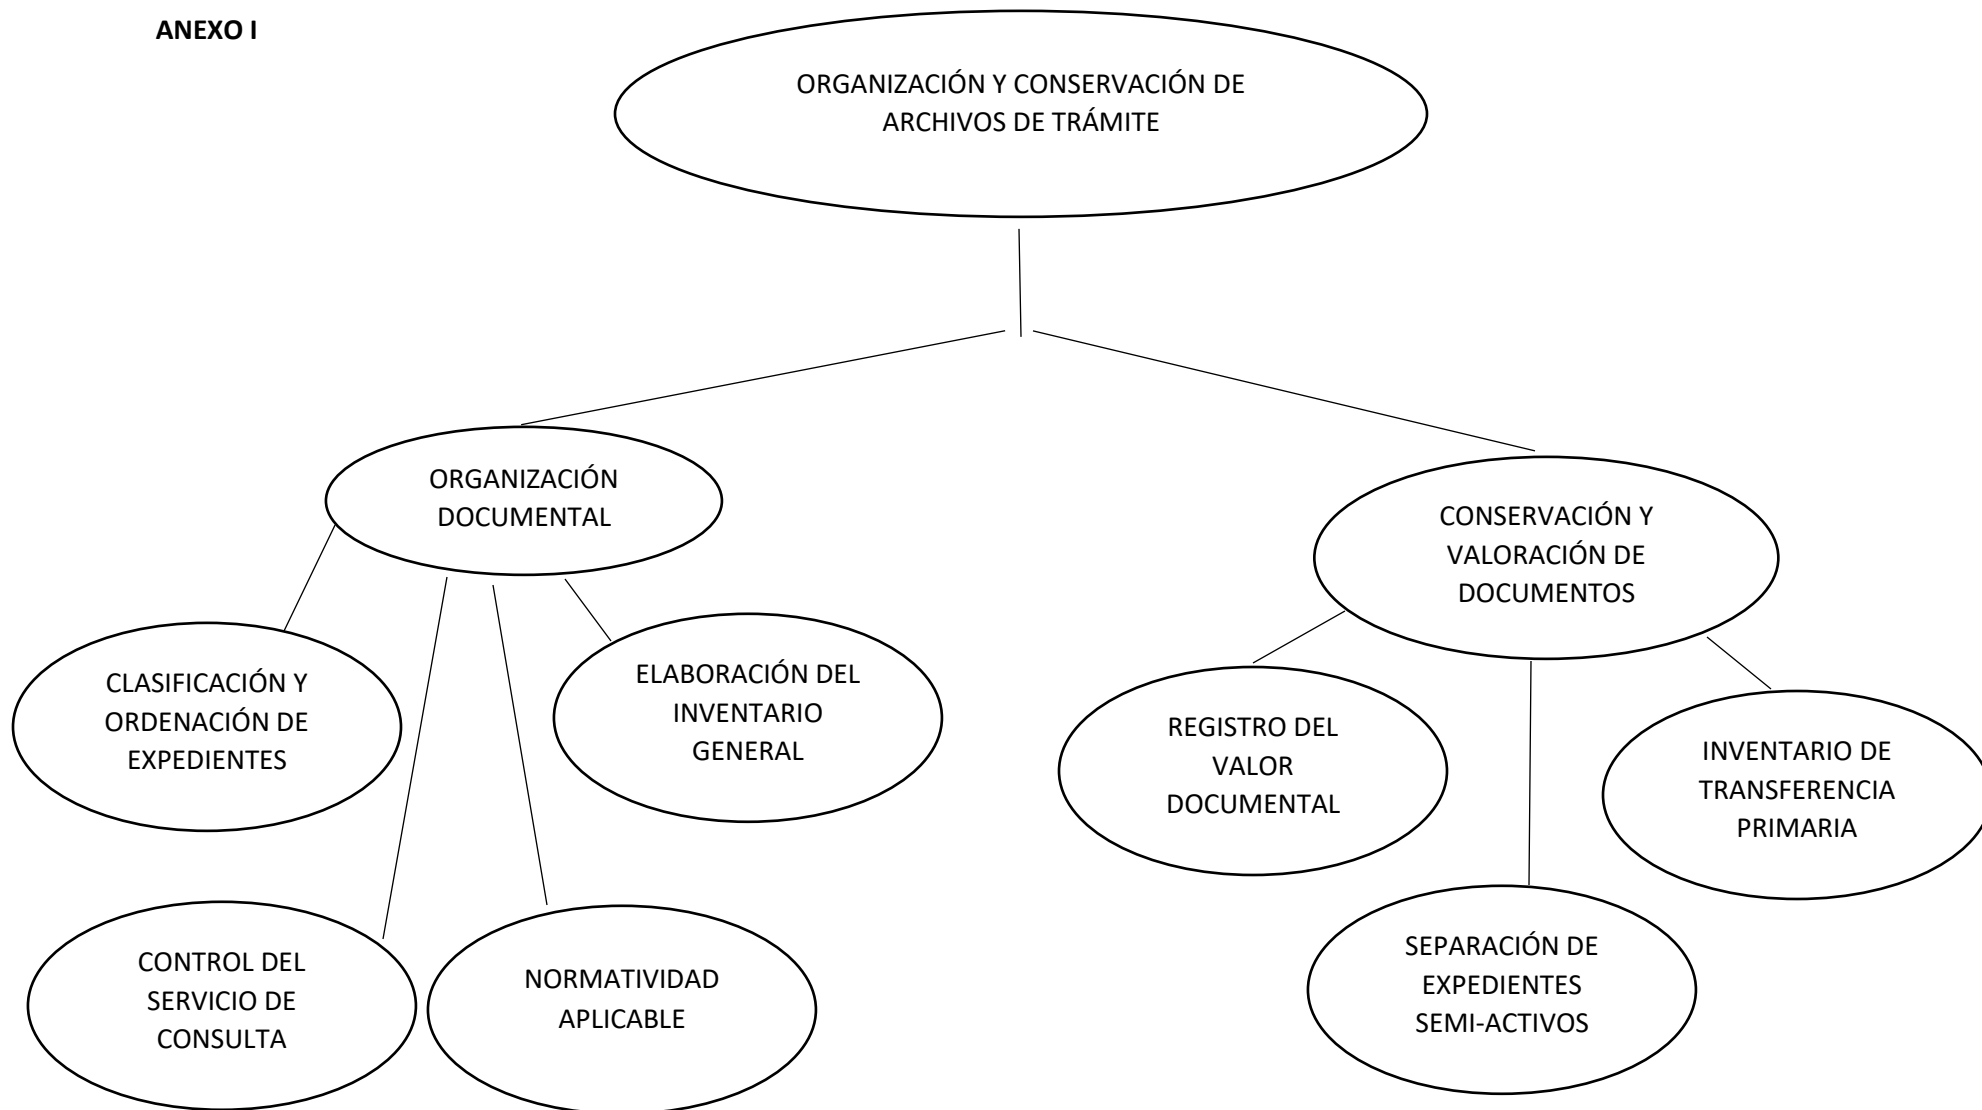 ANEXO I
ORGANIZACIÓN Y CONSERVACIÓN DE
ARCHIVOS DE TRÁMITE
ORGANIZACIÓN
DOCUMENTAL
CONSERVACIÓN Y
VALORACIÓN DE
DOCUMENTOS
CLASIFICACIÓN Y
ORDENACIÓN DE
EXPEDIENTES
ELABORACIÓN DEL
INVENTARIO
GENERAL
REGISTRO DEL
VALOR
DOCUMENTAL
INVENTARIO DE
TRANSFERENCIA
PRIMARIA
CONTROL DEL
SERVICIO DE
CONSULTA
NORMATIVIDAD
APLICABLE
SEPARACIÓN DE
EXPEDIENTES
SEMI-ACTIVOS